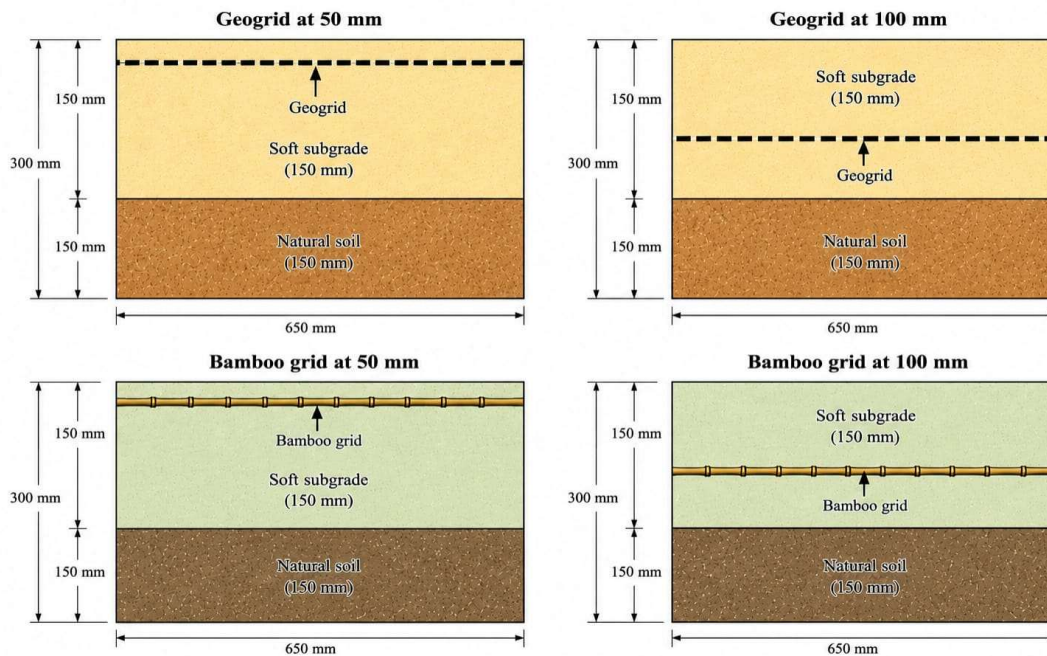 Geogrid at 50 mm
150 mm
Geogrid
Soft subgrade
(150 mm)
300 mm
150 mm
Natural soil
(150 mm)
650 mm
Geogrid at 100 mm
Soft subgrade
(150 mm)
150 mm
300 mm
Geogrid
150 mm
Natural soil
(150 mm)
650 mm
Bamboo grid at 50 mm
150 mm
Bamboo grid
Soft subgrade
(150 mm)
300 mm
150 mm
Natural soil
(150 mm)
650 mm
Bamboo grid at 100 mm
Soft subgrade
(150 mm)
150 mm
300 mm
Bamboo grid
150 mm
Natural soil
(150 mm)
650 mm